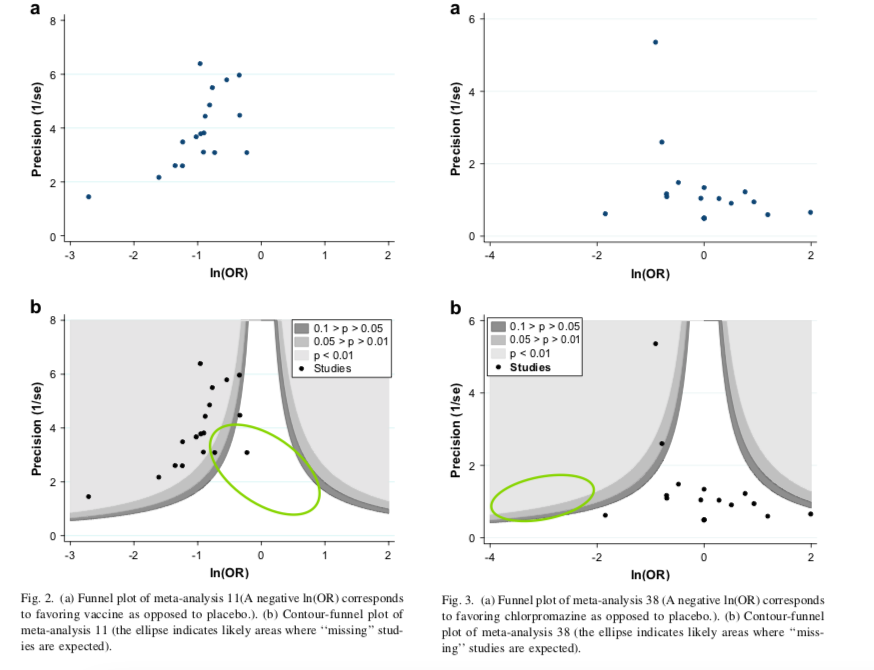 a
8
6
4
2
0
Precision (1/se)
-3 -2 -1 0 1 2
ln(OR)
b
8
6
4
2
0
Precision (1/se)
0.1 > p > 0.05
0.05 > p > 0.01
p < 0.01
Studies
-3 -2 -1 0 1 2
ln(OR)
Fig. 2. (a) Funnel plot of meta-analysis 11(A negative ln(OR) corresponds
to favoring vaccine as opposed to placebo.). (b) Contour-funnel plot of
meta-analysis 11 (the ellipse indicates likely areas where ‘‘missing’’ stud-
ies are expected).
a
6
4
2
0
Precision (1/se)
-4 -2 0 2
ln(OR)
b
6
4
2
0
Precision (1/se)
0.1 > p > 0.05
0.05 > p > 0.01
p < 0.01
Studies
-4 -2 0 2
ln(OR)
Fig. 3. (a) Funnel plot of meta-analysis 38 (A negative ln(OR) corresponds
to favoring chlorpromazine as opposed to placebo.). (b) Contour-funnel
plot of meta-analysis 38 (the ellipse indicates likely areas where ‘‘miss-
ing’’ studies are expected).